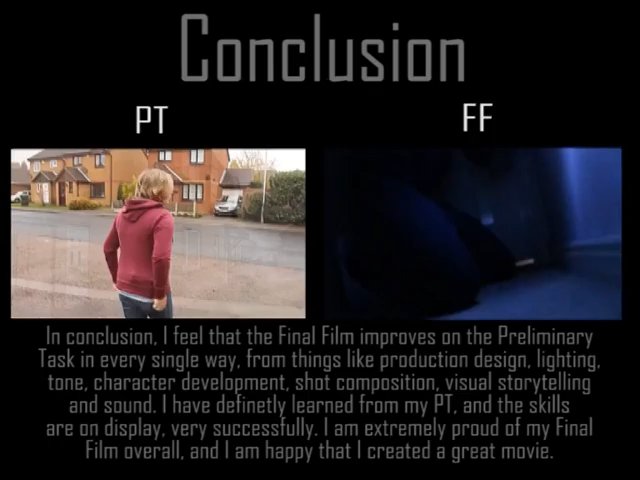 Conclusion
PT
FF
In conclusion, I feel that the Final Film improves on the Preliminary
Task in every single way, from things like production design, lighting,
tone, character development, shot composition, visual storytelling
and sound. I have definetly learned from my PT, and the skills
are on display, very successfully. I am extremely proud of my Final
Film overall, and I am happy that I created a great movie.